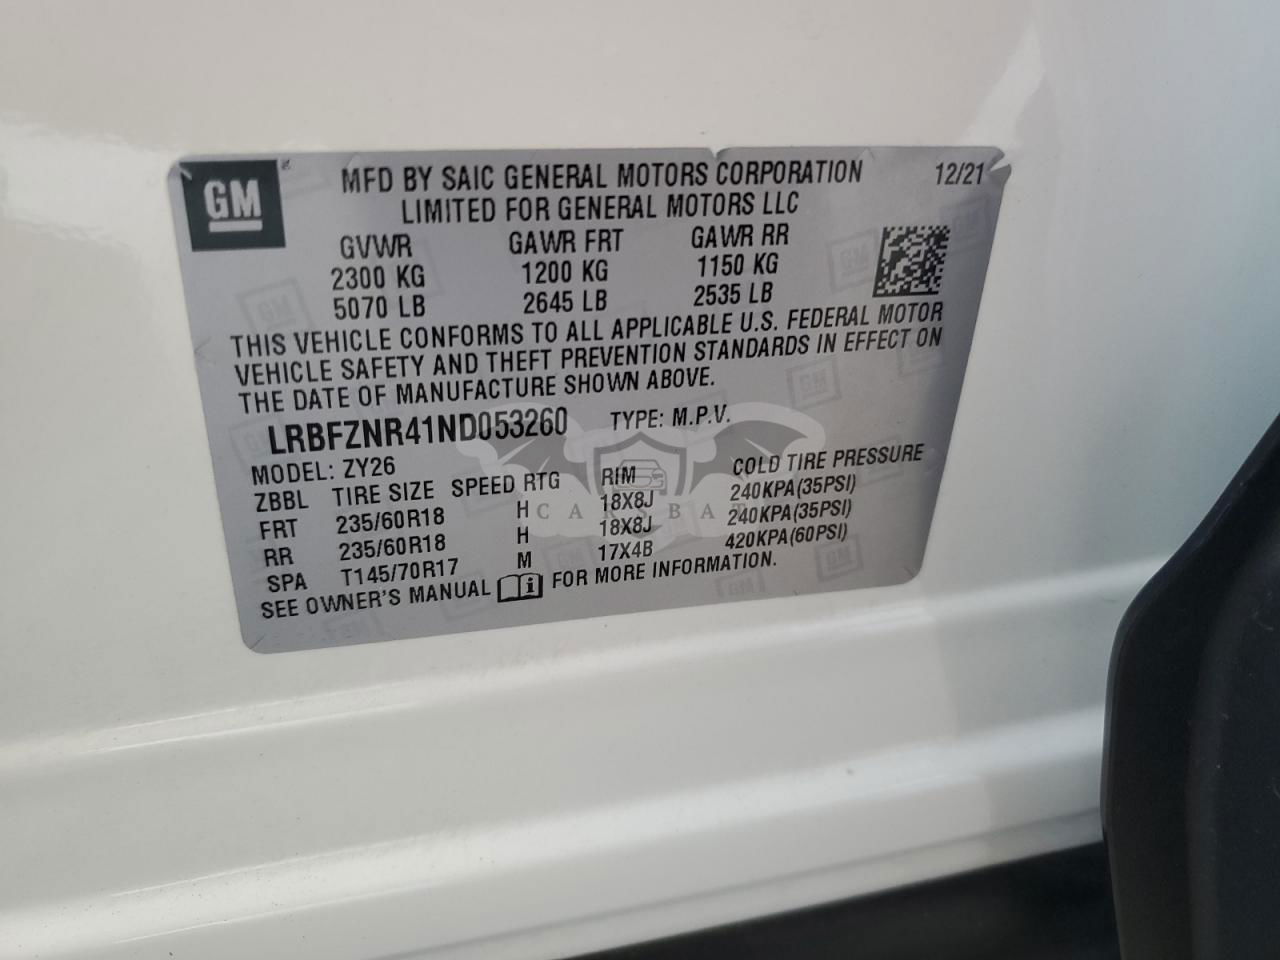 GM
MFD BY SAIC GENERAL MOTORS CORPORATION 12/21
LIMITED FOR GENERAL MOTORS LLC
GVWR GAWR FRT GAWR RR
2300 KG 1200 KG 1150 KG
5070 LB 2645 LB 2535 LB
THIS VEHICLE CONFORMS TO ALL APPLICABLE U.S. FEDERAL MOTOR
VEHICLE SAFETY AND THEFT PREVENTION STANDARDS IN EFFECT ON
THE DATE OF MANUFACTURE SHOWN ABOVE.
LRBFZNR41ND053260 TYPE: M.P.V.
MODEL: ZY26
ZBBL TIRE SIZE SPEED RTG RIM COLD TIRE PRESSURE
FRT 235/60R18 H 18X8J 240KPA(35PSI)
RR 235/60R18 H 18X8J 240KPA(35PSI)
SPA T145/70R17 M 17X4B 420KPA(60PSI)
SEE OWNER'S MANUAL i FOR MORE INFORMATION.
CARSBAT